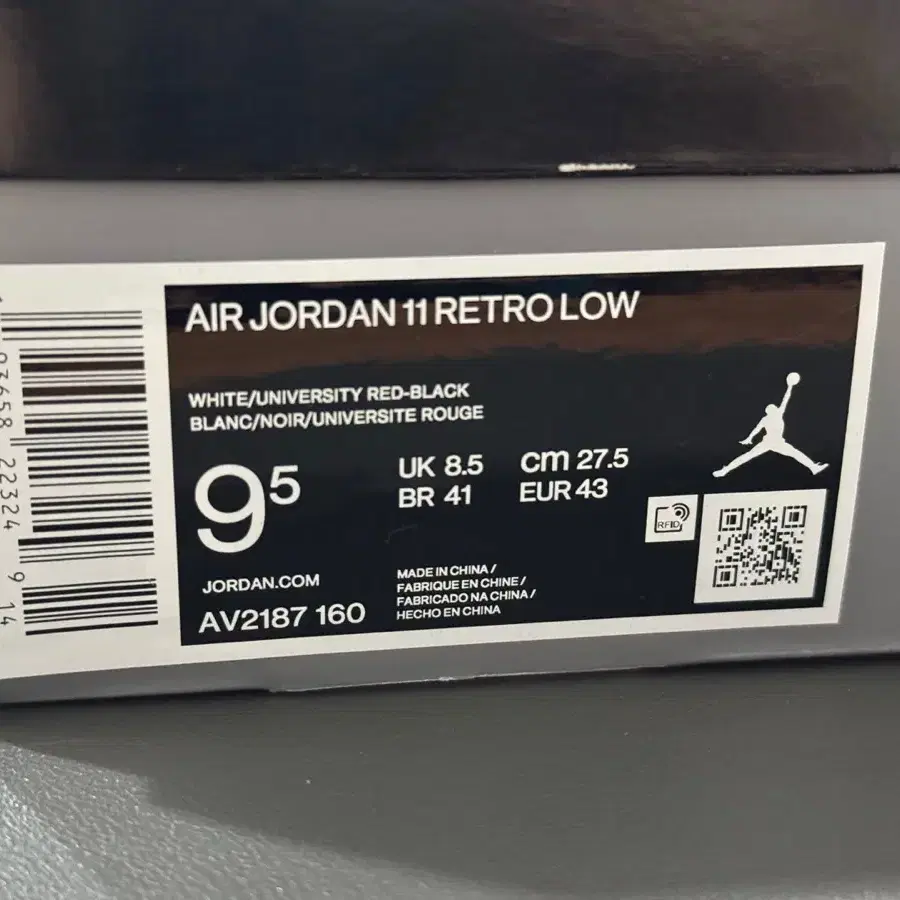 AIR JORDAN 11 RETRO LOW
WHITE/UNIVERSITY RED-BLACK
BLANC/NOIR/UNIVERSITE ROUGE
9⁵
UK 8.5 cm 27.5
BR 41 EUR 43
RFID
JORDAN.COM
AV2187 160
MADE IN CHINA /
FABRIQUE EN CHINE /
FABRICADO NA CHINA /
HECHO EN CHINA
22324 9 14